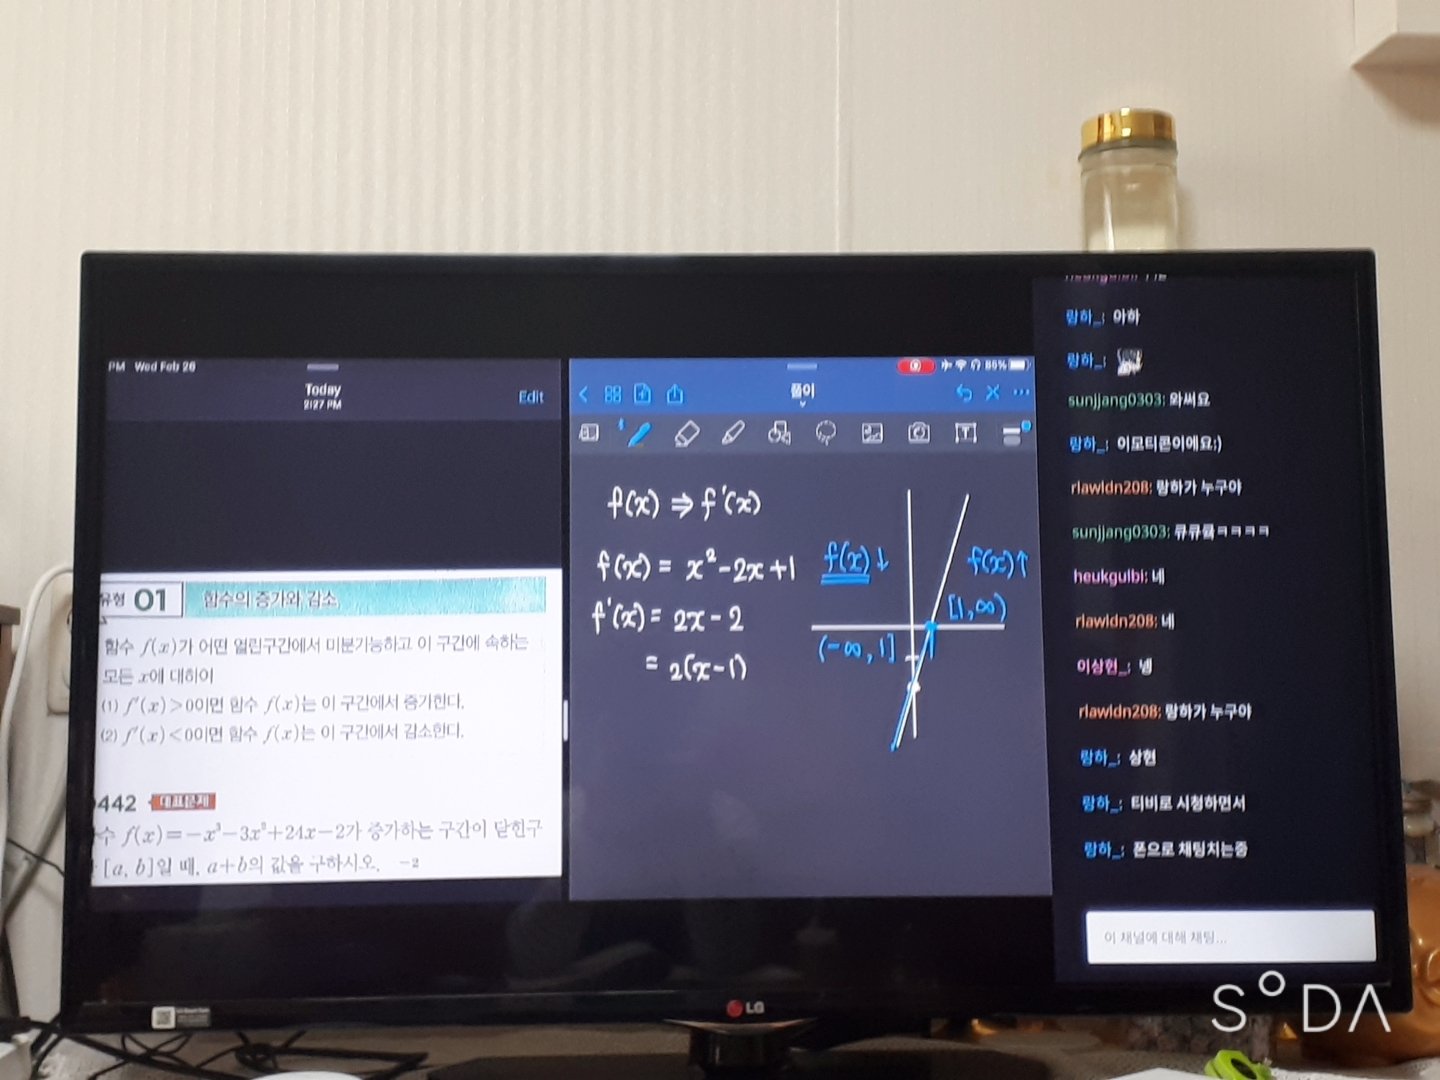 PM Wed Feb 26
Today
2:27 PM
Edit
유형 01 함수의 증가와 감소
함수 f(x)가 어떤 열린구간에서 미분가능하고 이 구간에 속하는
모든 x에 대하여
(1) f'(x)>0이면 함수 f(x)는 이 구간에서 증가한다.
(2) f'(x)<0이면 함수 f(x)는 이 구간에서 감소한다.
442 대표문제
수 f(x)=-x³-3x²+24x-2가 증가하는 구간이 닫힌구
[a, b]일 때, a+b의 값을 구하시오. -2
86%
풀이
f(x) ⇒ f'(x)
f(x) = x²-2x+1
f'(x) = 2x-2
= 2(x-1)
f(x)↓
f(x)↑
[1,∞)
(-∞,1]
1
랑하_: 아하
랑하_:
sunjjang0303: 와써요
랑하_: 이모티콘이에요:)
rlawldn208: 랑하가 누구야
sunjjang0303: 큐큐큨ㅋㅋㅋㅋ
heukgulbi: 네
rlawldn208: 네
이상현_: 넹
rlawldn208: 랑하가 누구야
랑하_: 상현
랑하_: 티비로 시청하면서
랑하_: 폰으로 채팅치는중
이 채널에 대해 채팅...
LG
SODA